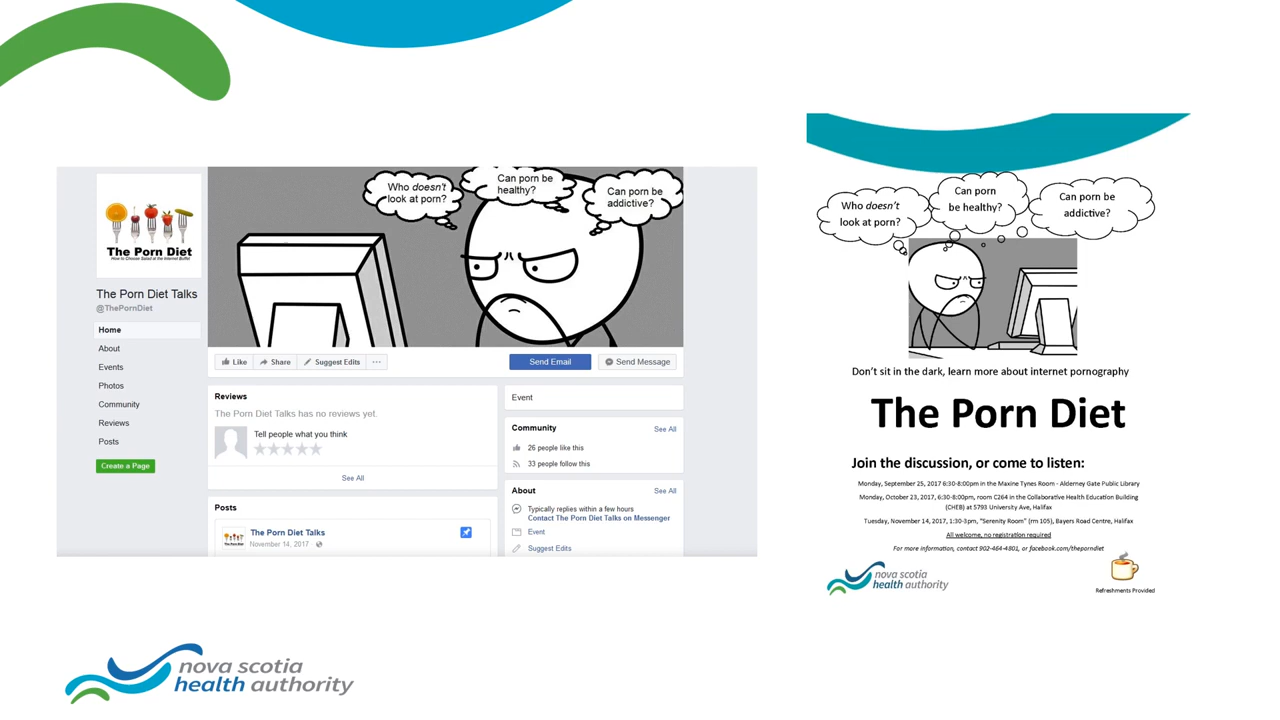 Who doesn't
look at porn?
Can porn be
healthy?
Can porn be
addictive?
The Porn Diet
How to Choose Salad at the Internet Buffet
The Porn Diet Talks
@ThePornDiet
Home
About
Events
Photos
Community
Reviews
Posts
Create a Page
Like
Share
Suggest Edits
...
Send Email
Send Message
Reviews
The Porn Diet Talks has no reviews yet.
Tell people what you think
See All
Posts
The Porn Diet
The Porn Diet Talks
November 14, 2017
Event
Community
See All
26 people like this
33 people follow this
About
See All
Typically replies within a few hours
Contact The Porn Diet Talks on Messenger
Event
Suggest Edits
Who doesn't
look at porn?
Can porn
be healthy?
Can porn be
addictive?
Don't sit in the dark, learn more about internet pornography
The Porn Diet
Join the discussion, or come to listen:
Monday, September 25, 2017 6:30-8:00pm in the Maxine Tynes Room - Alderney Gate Public Library
Monday, October 23, 2017, 6:30-8:00pm, room C264 in the Collaborative Health Education Building
(CHEB) at 5793 University Ave, Halifax
Tuesday, November 14, 2017, 1:30-3pm, "Serenity Room" (rm 105), Bayers Road Centre, Halifax
All welcome, no registration required
For more information, contact 902-464-4801, or facebook.com/theporndiet
nova scotia
health authority
Refreshments Provided
nova scotia
health authority